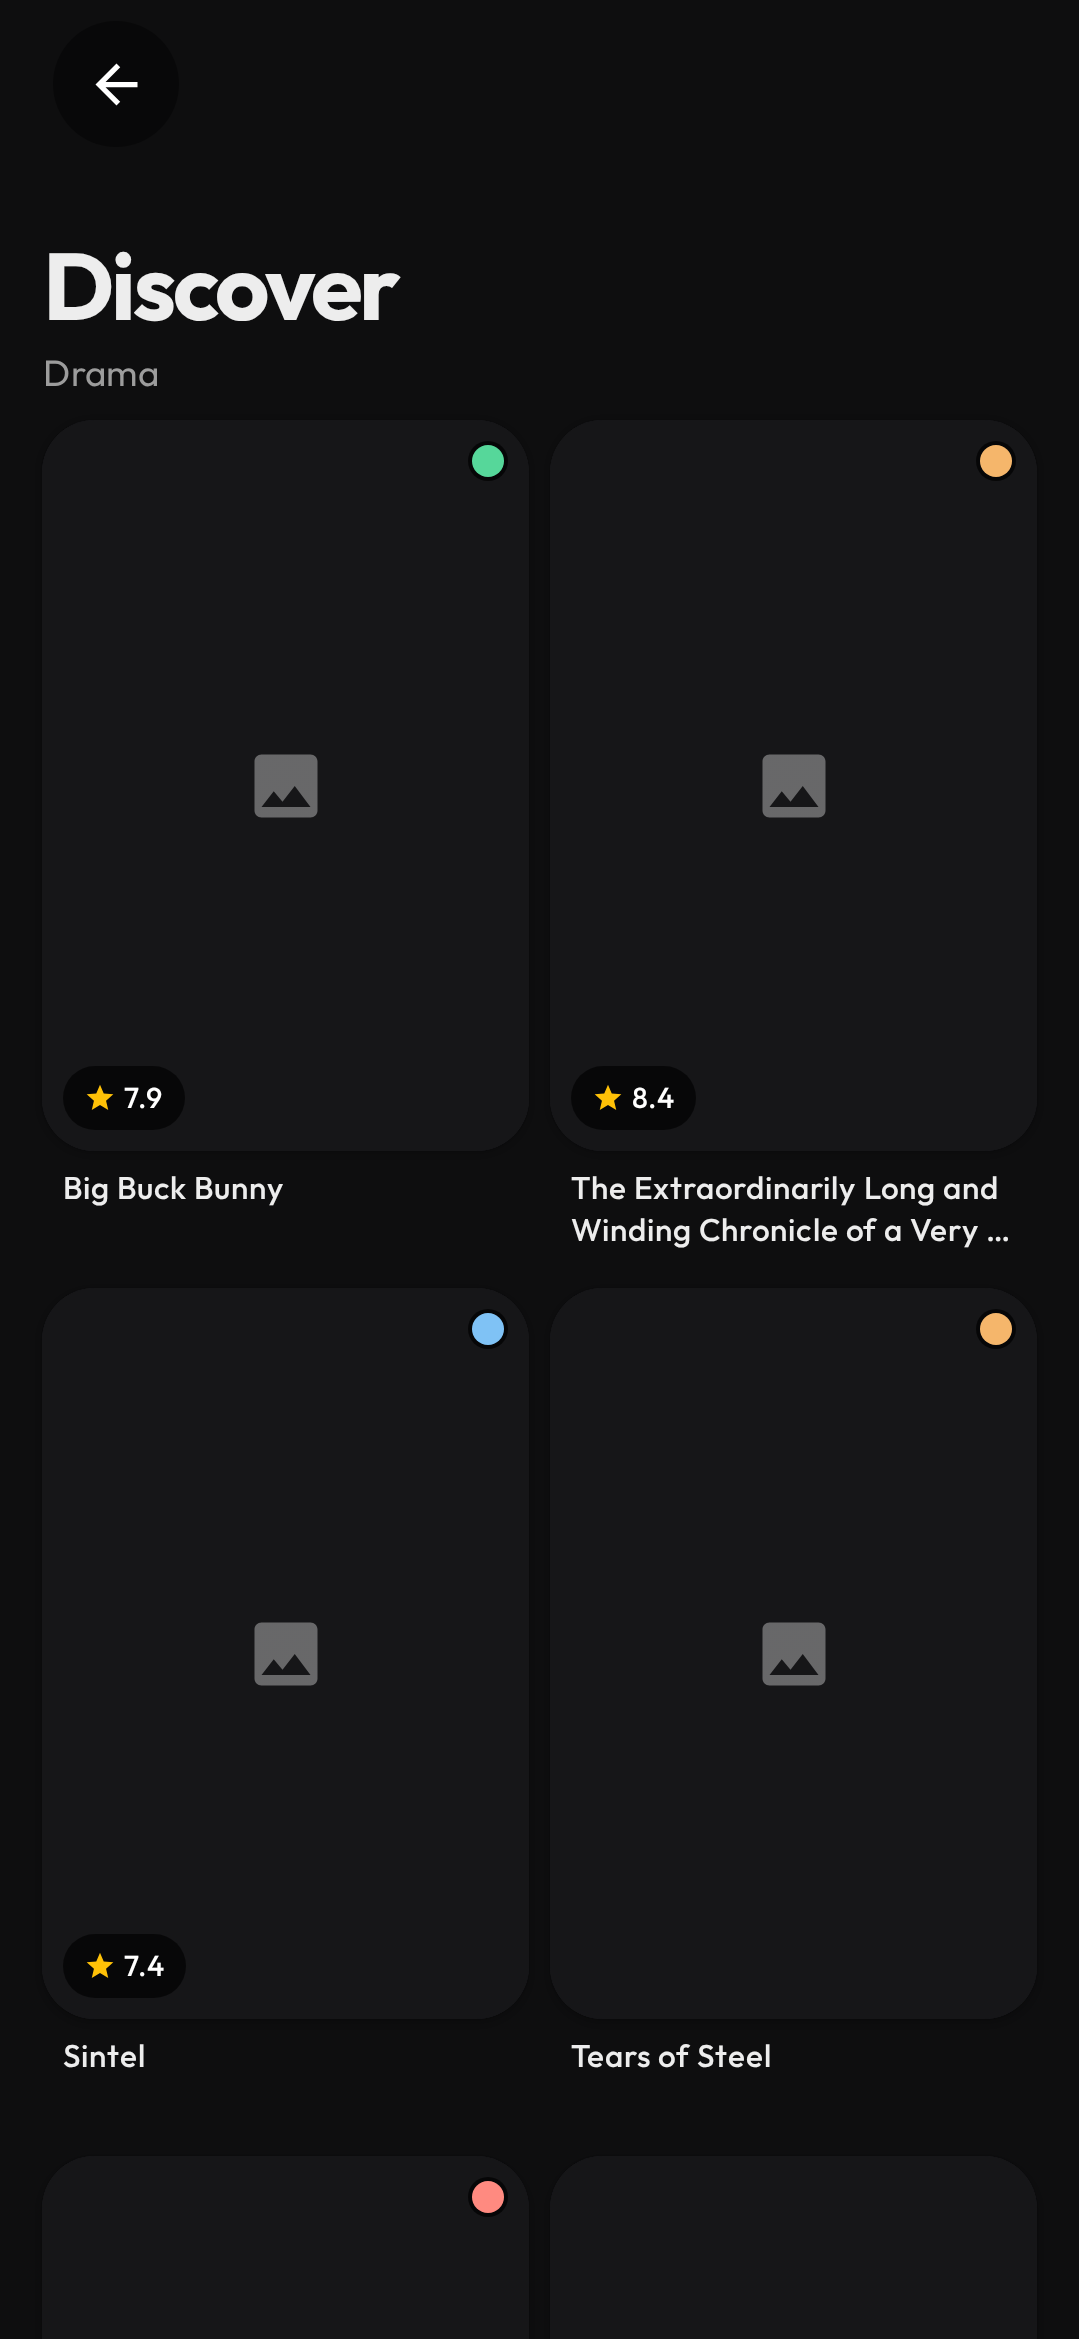 Discover
Drama
7.9
8.4
Big Buck Bunny
The Extraordinarily Long and
Winding Chronicle of a Very ...
7.4
Sintel
Tears of Steel